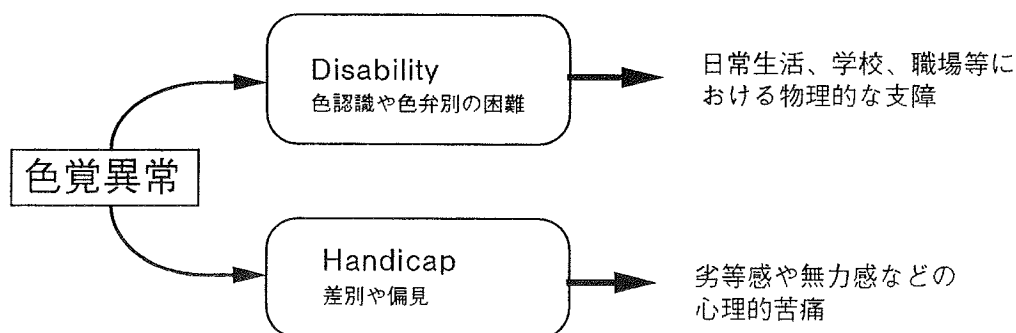 色覚異常
Disability
色認識や色弁別の困難
日常生活、学校、職場等に
おける物理的な支障
Handicap
差別や偏見
劣等感や無力感などの
心理的苦痛